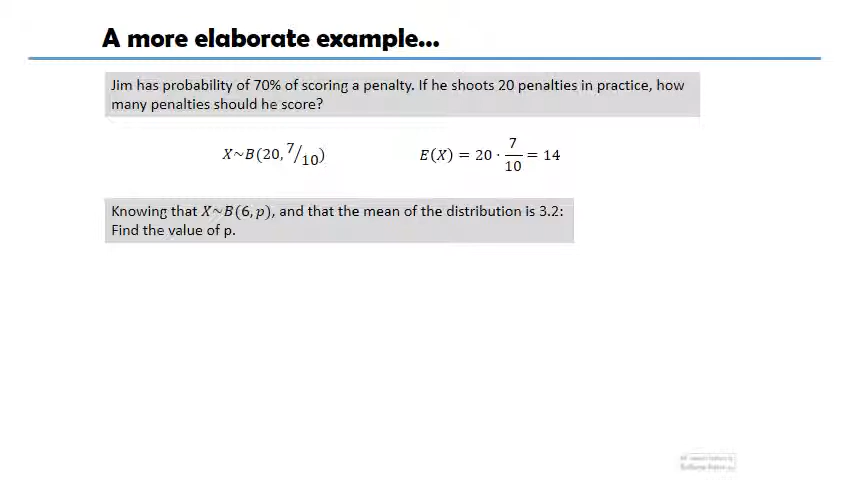 A more elaborate example...
Jim has probability of 70% of scoring a penalty. If he shoots 20 penalties in practice, how
many penalties should he score?
X~B(20, 7/10) E(X) = 20 · 7/10 = 14
Knowing that X~B(6, p), and that the mean of the distribution is 3.2:
Find the value of p.